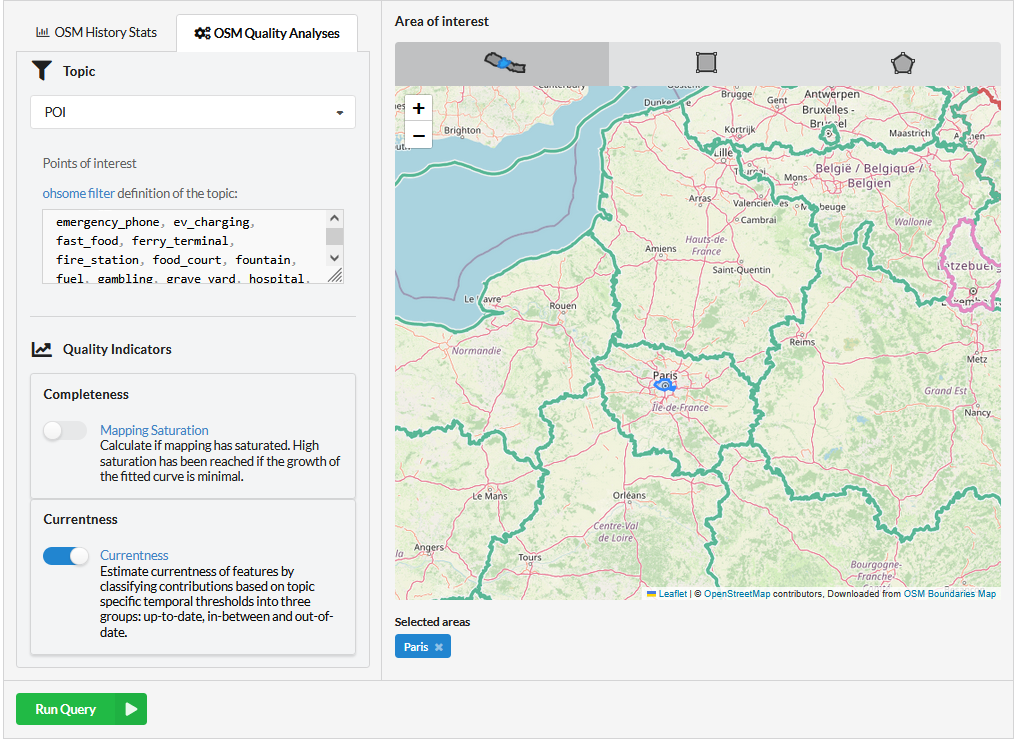 OSM History Stats
OSM Quality Analyses
Topic
POI
Points of interest
ohsome filter definition of the topic:
emergency_phone, ev_charging,
fast_food, ferry_terminal,
fire_station, food_court, fountain,
fuel, gambling, grave_yard, hospital,
Quality Indicators
Completeness
Mapping Saturation
Calculate if mapping has saturated. High
saturation has been reached if the growth of
the fitted curve is minimal.
Currentness
Currentness
Estimate currentness of features by
classifying contributions based on topic
specific temporal thresholds into three
groups: up-to-date, in-between and out-of-
date.
Run Query
Area of interest
+
−
Canterbury
Brighton
Brugge
Gent
Antwerpen
Bruxelles -
Brussel
Kortrijk
Maastricht
Lille
Mons
België / Belgique /
Belgien
Arras
Valenciennes
Cambrai
Wallonie
Amiens
Hauts-de-
France
Saint-Quentin
Le Havre
Rouen
Reims
Normandie
Metz
Paris
Île-de-France
Grand Est
Nancy
Le Mans
Orléans
Centre-Val
de Loire
Angers
Tours
Bourgogne-
Franche-
Leaflet | © OpenStreetMap contributors, Downloaded from OSM Boundaries Map
Selected areas
Paris ×